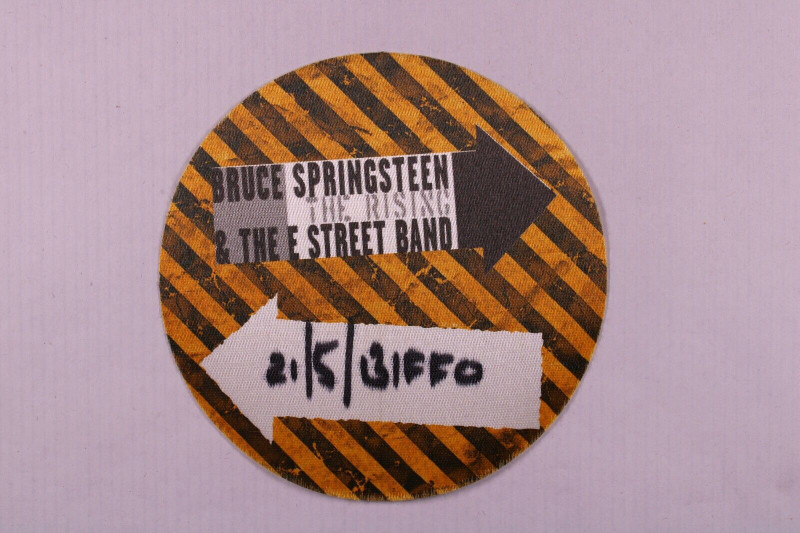 BRUCE SPRINGSTEEN
THE RISING
& THE E STREET BAND
21/5/BIFFO